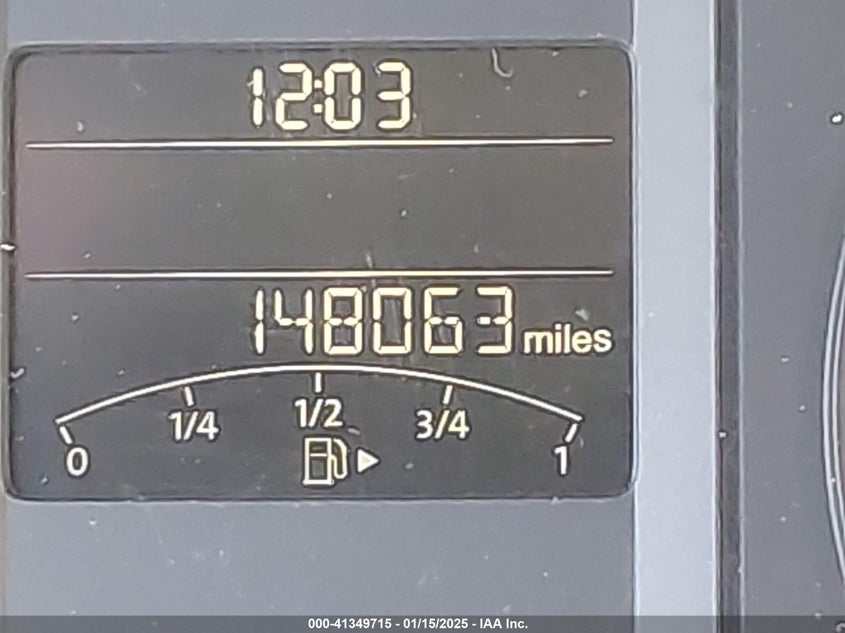 12:03
148063 miles
0 1/4 1/2 3/4 1
000-41349715 - 01/15/2025 - IAA Inc.